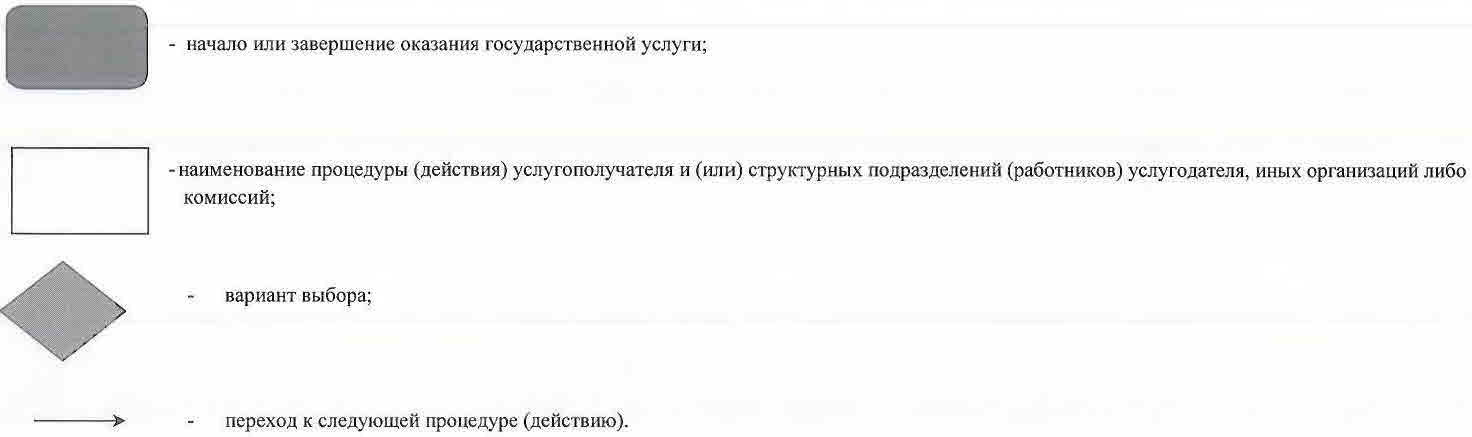 - начало или завершение оказания государственной услуги;
- наименование процедуры (действия) услугополучателя и (или) структурных подразделений (работников) услугодателя, иных организаций либо
комиссий;
- вариант выбора;
- переход к следующей процедуре (действию).